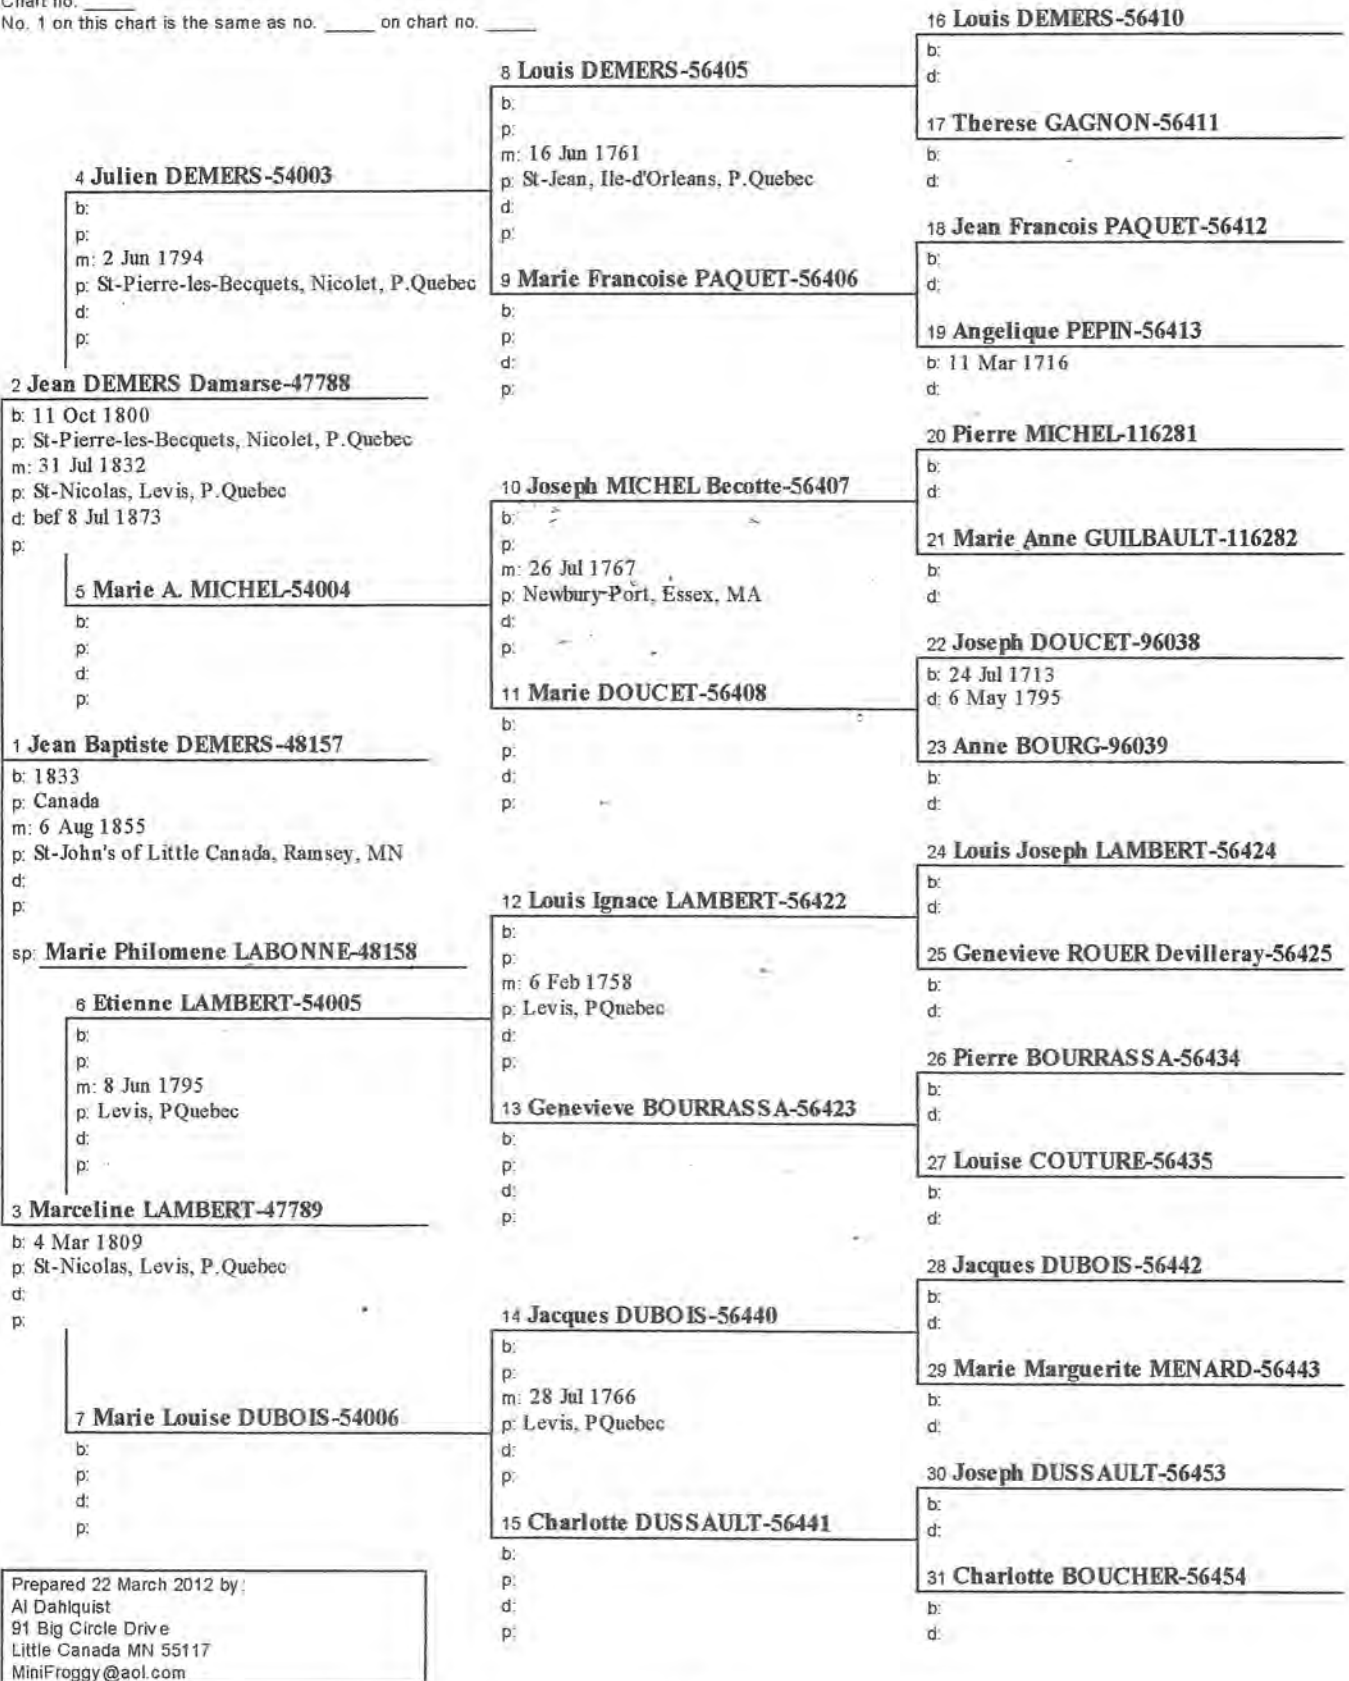 Chart no. _____
No. 1 on this chart is the same as no. _____ on chart no. _____
16 Louis DEMERS-56410
b:
d:
8 Louis DEMERS-56405
b:
p:
m: 16 Jun 1761
p: St-Jean, Ile-d'Orleans, P.Quebec
d:
p:
17 Therese GAGNON-56411
b:
d:
4 Julien DEMERS-54003
b:
p:
m: 2 Jun 1794
p: St-Pierre-les-Becquets, Nicolet, P.Quebec
d:
p:
18 Jean Francois PAQUET-56412
b:
d:
9 Marie Francoise PAQUET-56406
b:
p:
d:
p:
19 Angelique PEPIN-56413
b: 11 Mar 1716
d:
2 Jean DEMERS Damarse-47788
b: 11 Oct 1800
p: St-Pierre-les-Becquets, Nicolet, P.Quebec
m: 31 Jul 1832
p: St-Nicolas, Levis, P.Quebec
d: bef 8 Jul 1873
p:
20 Pierre MICHEL-116281
b:
d:
10 Joseph MICHEL Becotte-56407
b:
p:
m: 26 Jul 1767
p: Newbury-Port, Essex, MA
d:
p:
21 Marie Anne GUILBAULT-116282
b:
d:
5 Marie A. MICHEL-54004
b:
p:
d:
p:
22 Joseph DOUCET-96038
b: 24 Jul 1713
d: 6 May 1795
11 Marie DOUCET-56408
b:
p:
d:
p:
23 Anne BOURG-96039
b:
d:
1 Jean Baptiste DEMERS-48157
b: 1833
p: Canada
m: 6 Aug 1855
p: St-John's of Little Canada, Ramsey, MN
d:
p:
sp: Marie Philomene LABONNE-48158
24 Louis Joseph LAMBERT-56424
b:
d:
12 Louis Ignace LAMBERT-56422
b:
p:
m: 6 Feb 1758
p: Levis, PQuebec
d:
p:
25 Genevieve ROUER Devilleray-56425
b:
d:
6 Etienne LAMBERT-54005
b:
p:
m: 8 Jun 1795
p: Levis, PQuebec
d:
p:
26 Pierre BOURRASSA-56434
b:
d:
13 Genevieve BOURRASSA-56423
b:
p:
d:
p:
27 Louise COUTURE-56435
b:
d:
3 Marceline LAMBERT-47789
b: 4 Mar 1809
p: St-Nicolas, Levis, P.Quebec
d:
p:
28 Jacques DUBOIS-56442
b:
d:
14 Jacques DUBOIS-56440
b:
p:
m: 28 Jul 1766
p: Levis, PQuebec
d:
p:
29 Marie Marguerite MENARD-56443
b:
d:
7 Marie Louise DUBOIS-54006
b:
p:
d:
p:
30 Joseph DUSSAULT-56453
b:
d:
15 Charlotte DUSSAULT-56441
b:
p:
d:
p:
31 Charlotte BOUCHER-56454
b:
d:
Prepared 22 March 2012 by:
Al Dahlquist
91 Big Circle Drive
Little Canada MN 55117
MiniFroggy@aol.com